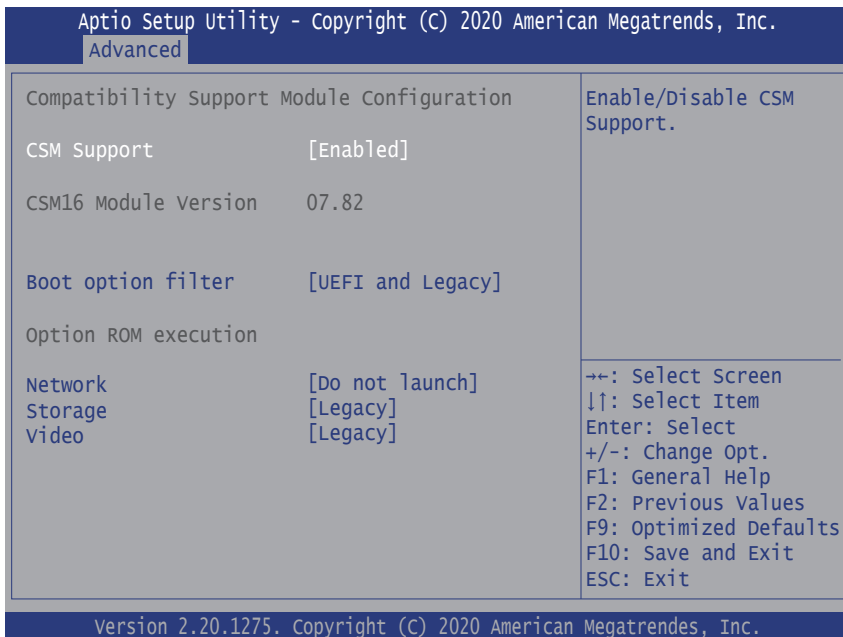 Aptio Setup Utility - Copyright (C) 2020 American Megatrends, Inc.
Advanced
Compatibility Support Module Configuration
CSM Support [Enabled]
CSM16 Module Version 07.82
Boot option filter [UEFI and Legacy]
Option ROM execution
Network [Do not launch]
Storage [Legacy]
Video [Legacy]
Enable/Disable CSM
Support.
→←: Select Screen
↓↑: Select Item
Enter: Select
+/-: Change Opt.
F1: General Help
F2: Previous Values
F9: Optimized Defaults
F10: Save and Exit
ESC: Exit
Version 2.20.1275. Copyright (C) 2020 American Megatrendes, Inc.